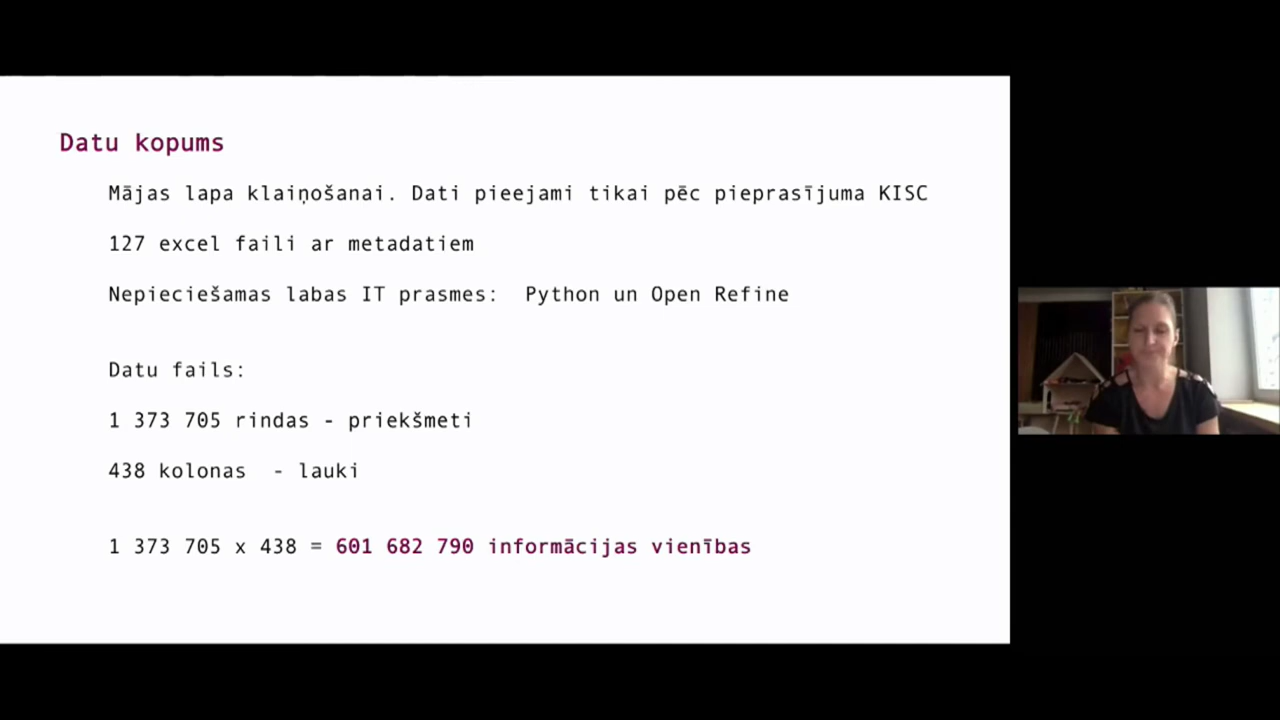 Datu kopums
Mājas lapa klaiņošanai. Dati pieejami tikai pēc pieprasījuma KISC
127 excel faili ar metadatiem
Nepieciešamas labas IT prasmes: Python un Open Refine
Datu fails:
1 373 705 rindas - priekšmeti
438 kolonas - lauki
1 373 705 x 438 = 601 682 790 informācijas vienības